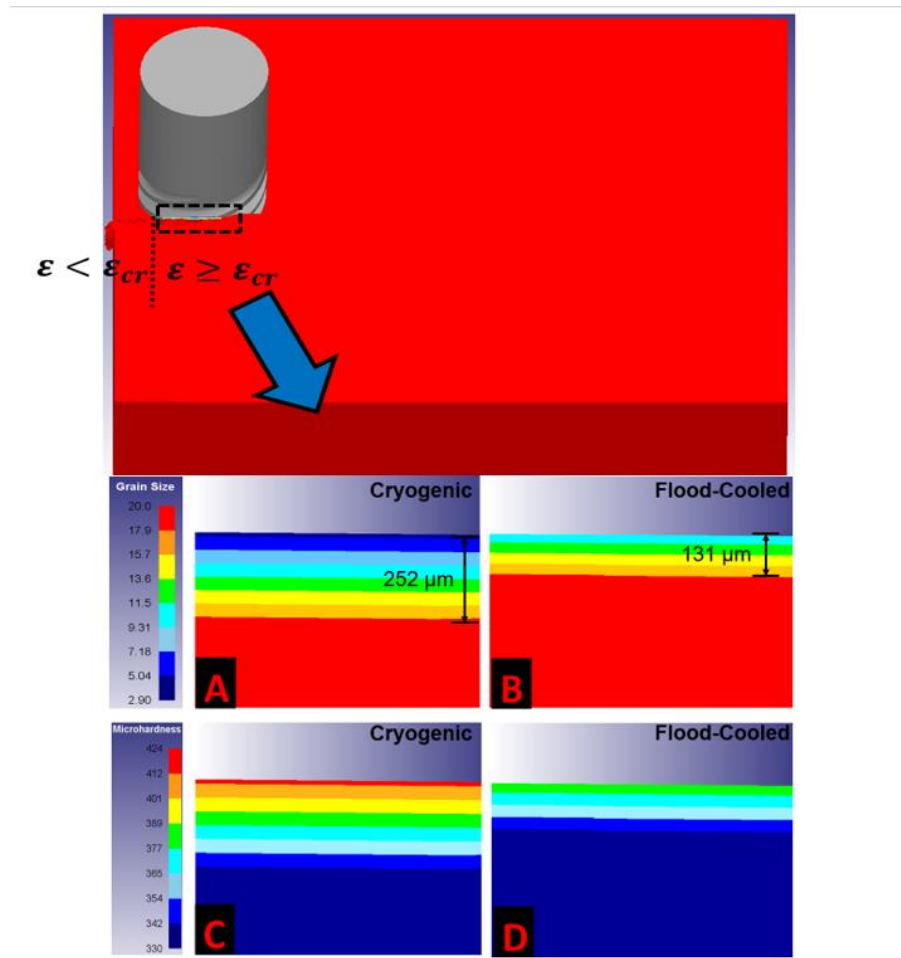 ε < ε_cr ε ≥ ε_cr
Grain Size
20.0
17.9
15.7
13.6
11.5
9.31
7.18
5.04
2.90
Cryogenic
252 μm
A
Flood-Cooled
131 μm
B
Microhardness
424
412
401
389
377
365
354
342
330
Cryogenic
C
Flood-Cooled
D